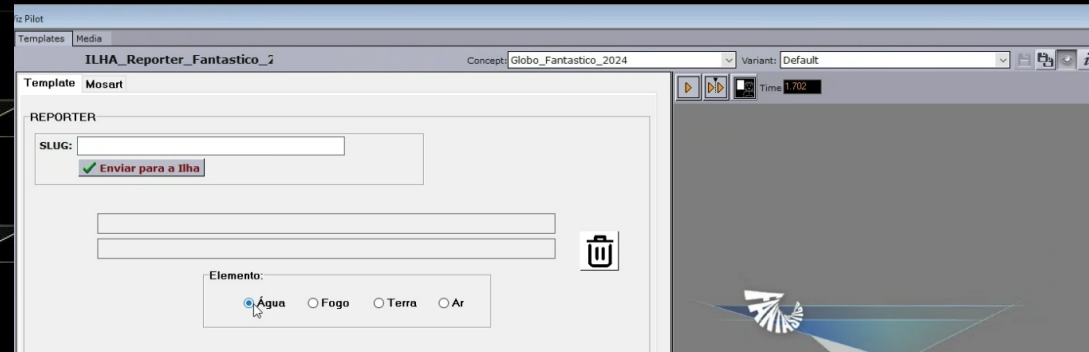 Viz Pilot
Templates Media
ILHA_Reporter_Fantastico_2 Concept: Globo_Fantastico_2024 Variant: Default
Template Mosart
Time 1.702
REPORTER
SLUG:
Enviar para a Ilha
Elemento:
Água Fogo Terra Ar
FANTÁSTICO